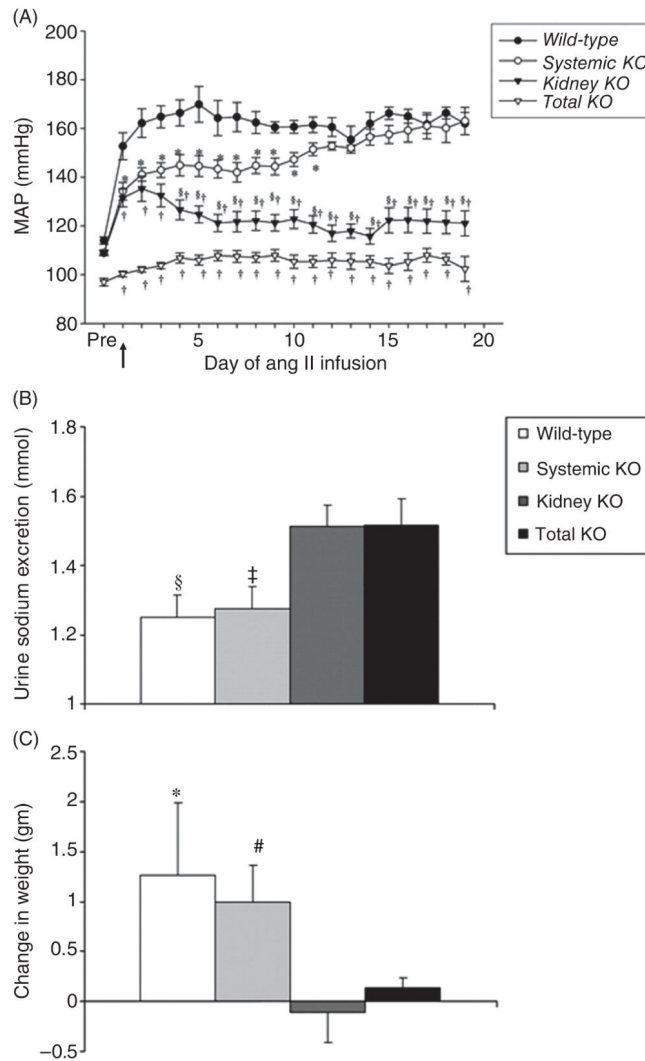 (A)
Wild-type
Systemic KO
Kidney KO
Total KO
200
180
160
140
120
100
80
MAP (mmHg)
* * * * * * * * * * *
§† §† §† §† §† §† §† §† §† §† §† §† §† §† §† §†
† † †
† † † † † † † † † † † † † † † † † † †
Pre 5 10 15 20
Day of ang II infusion
(B)
Wild-type
Systemic KO
Kidney KO
Total KO
1.8
1.6
1.4
1.2
1
Urine sodium excretion (mmol)
§ ‡
(C)
2.5
2
1.5
1
0.5
0
−0.5
Change in weight (gm)
* #